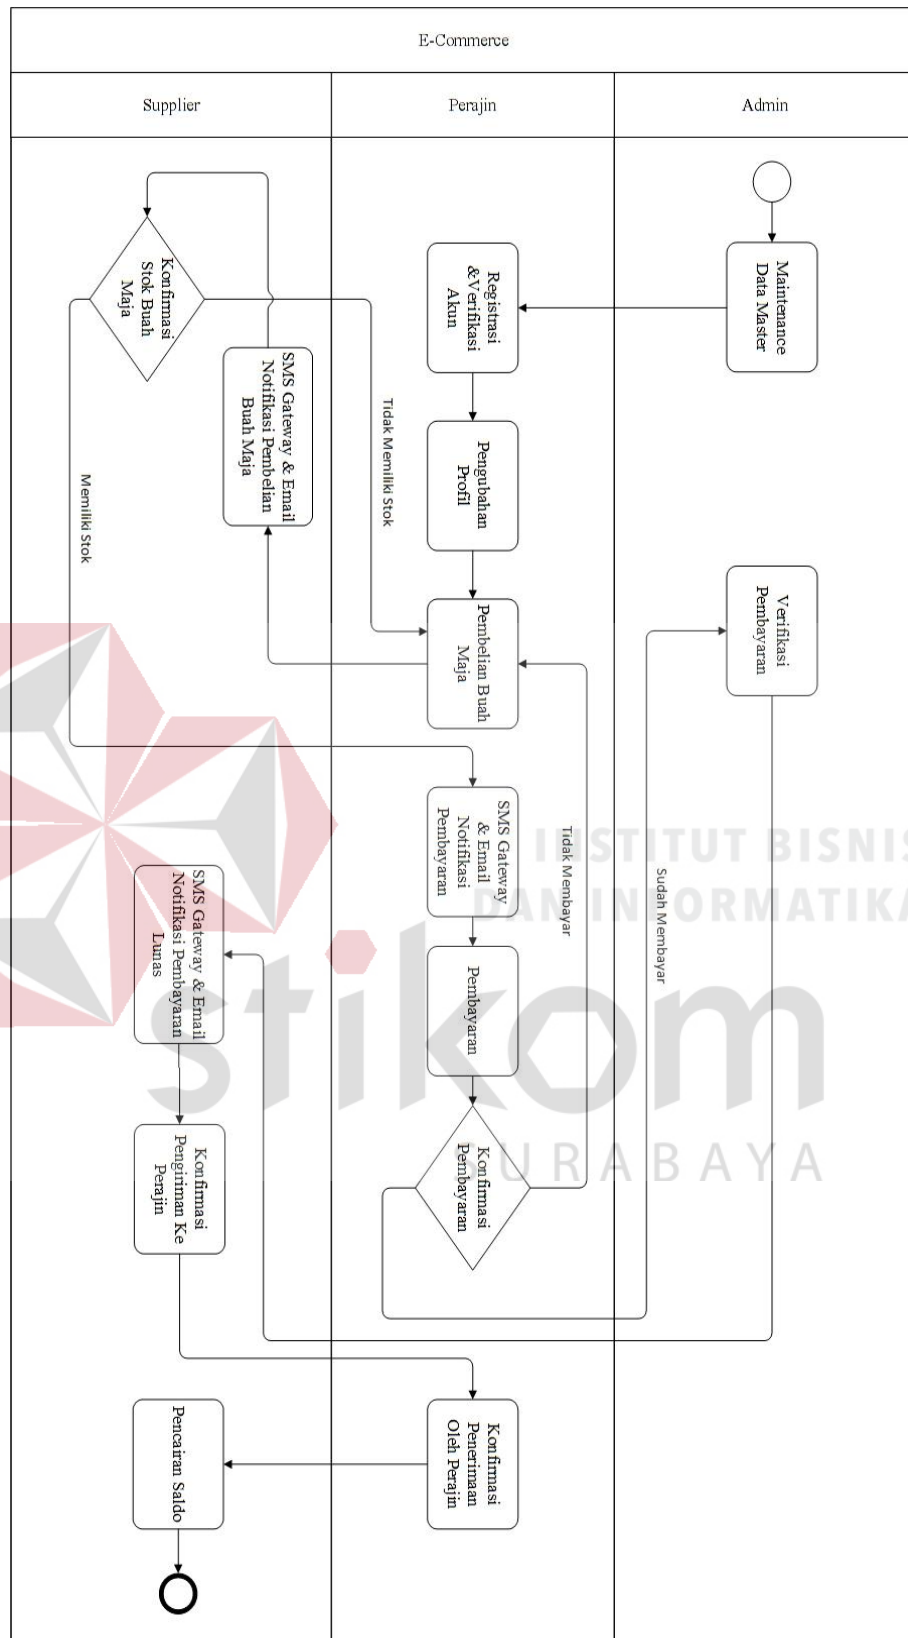 E-Commerce
Supplier
Perajin
Admin
Maintenance
Data Master
Registrasi
&Verifikasi
Akun
Pengubahan
Profil
Pembelian Buah
Maja
SMS Gateway & Email
Notifikasi Pembelian
Buah Maja
Konfirmasi
Stok Buah
Maja
Tidak Memiliki Stok
Memiliki Stok
SMS Gateway
& Email
Notifikasi
Pembayaran
Pembayaran
Konfirmasi
Pembayaran
Tidak Membayar
Sudah Membayar
Verifikasi
Pembayaran
SMS Gateway & Email
Notifikasi Pembayaran
Lunas
Konfirmasi
Pengiriman Ke
Perajin
Konfirmasi
Penerimaan
Oleh Perajin
Pencairan Saldo
INSTITUT BISNIS
DAN INFORMATIKA
stikom
SURABAYA